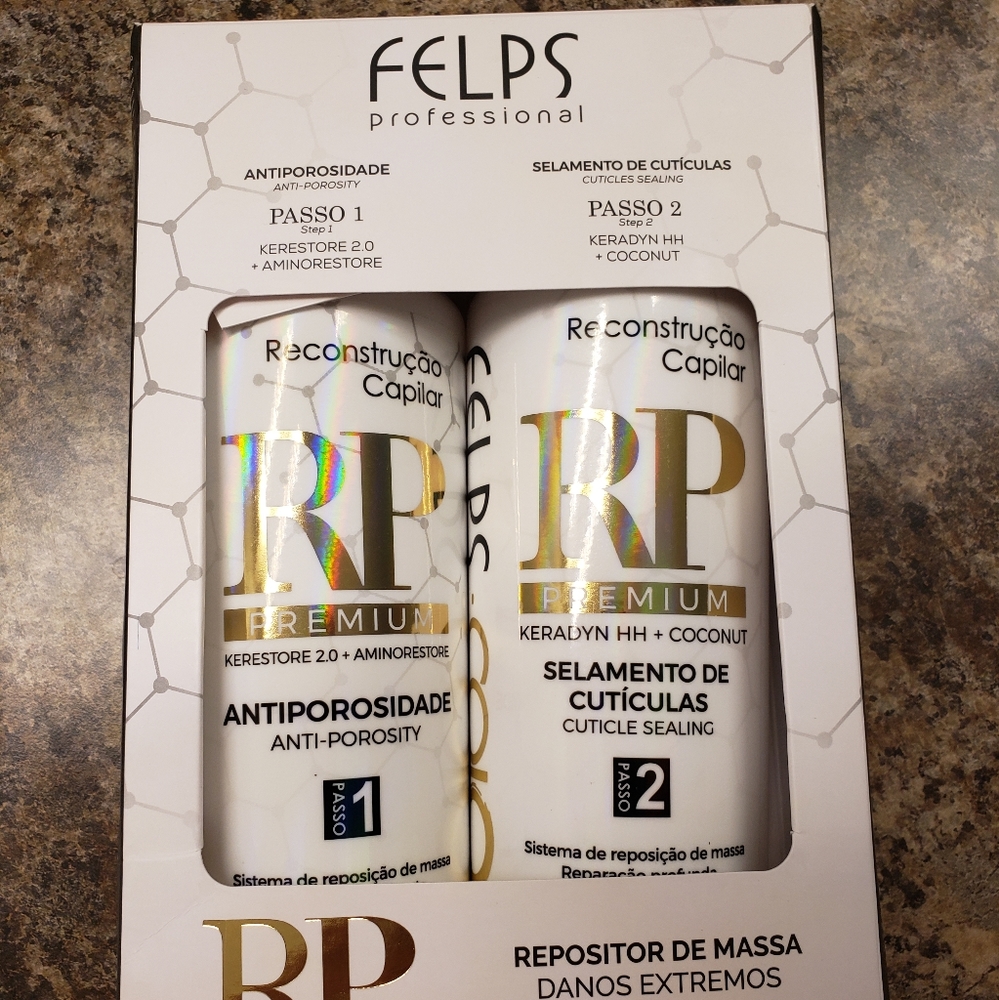 FELPS
professional
ANTIPOROSIDADE
ANTI-POROSITY
PASSO 1
Step 1
KERESTORE 2.0
+ AMINORESTORE
SELAMENTO DE CUTÍCULAS
CUTICLES SEALING
PASSO 2
Step 2
KERADYN HH
+ COCONUT
Reconstrução
Capilar
RP
PREMIUM
KERESTORE 2.0 + AMINORESTORE
ANTIPOROSIDADE
ANTI-POROSITY
PASSO 1
Sistema de reposição de massa
FELPS
Reconstrução
Capilar
RP
PREMIUM
KERADYN HH + COCONUT
SELAMENTO DE
CUTÍCULAS
CUTICLE SEALING
PASSO 2
Sistema de reposição de massa
Reparação profunda
RP
REPOSITOR DE MASSA
DANOS EXTREMOS